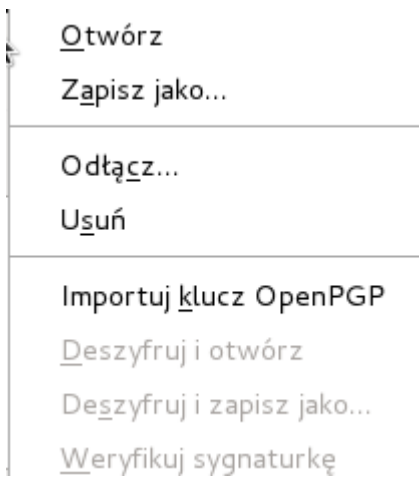 Otwórz
Zapisz jako...
Odłącz...
Usuń
Importuj klucz OpenPGP
Deszyfruj i otwórz
Deszyfruj i zapisz jako...
Weryfikuj sygnaturkę